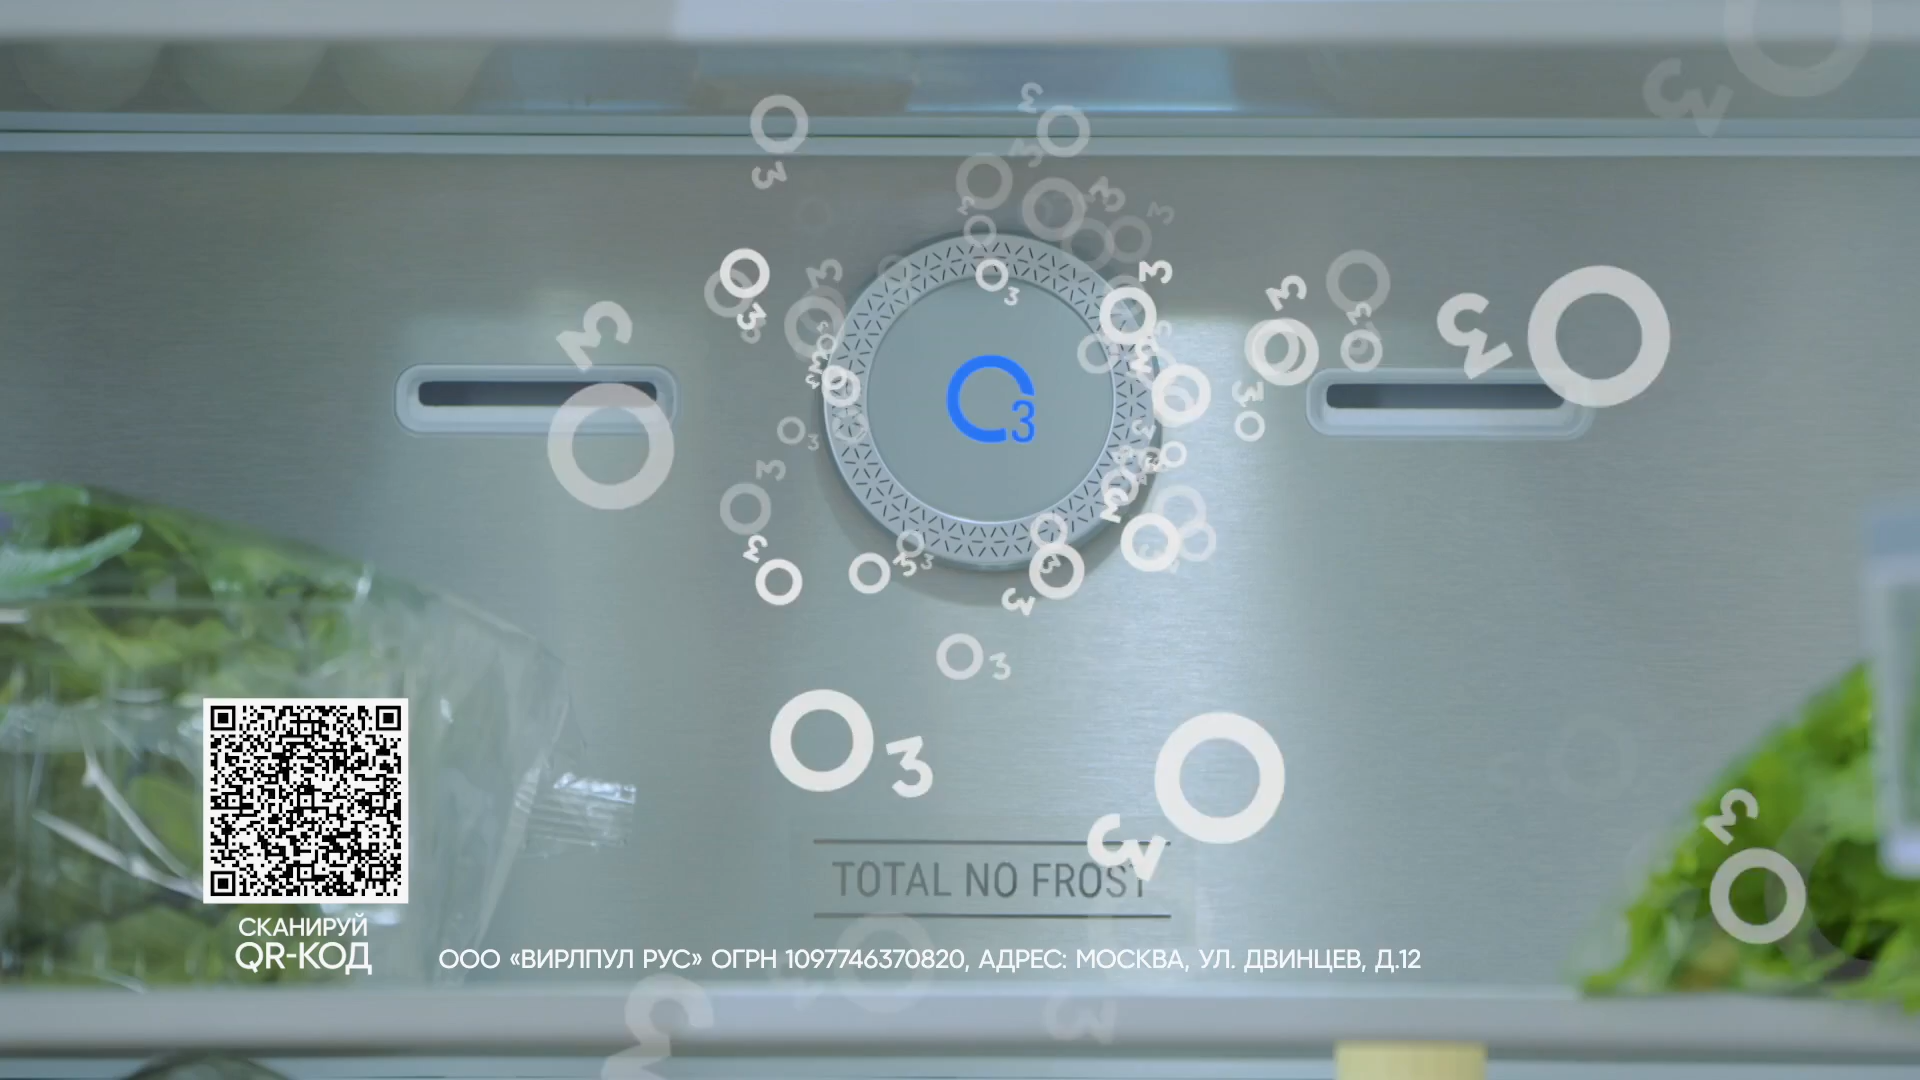 O3
TOTAL NO FROST
СКАНИРУЙ
QR-КОД
ООО «ВИРЛПУЛ РУС» ОГРН 1097746370820, АДРЕС: МОСКВА, УЛ. ДВИНЦЕВ, Д.12